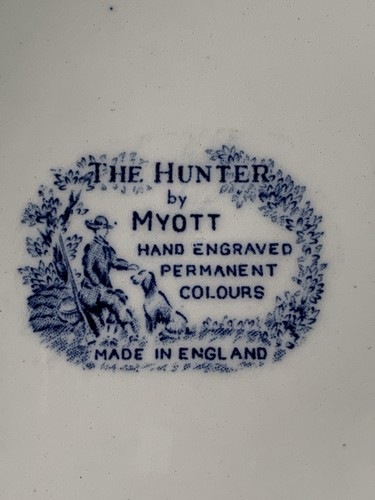 THE HUNTER
by
MYOTT
HAND ENGRAVED
PERMANENT
COLOURS
MADE IN ENGLAND